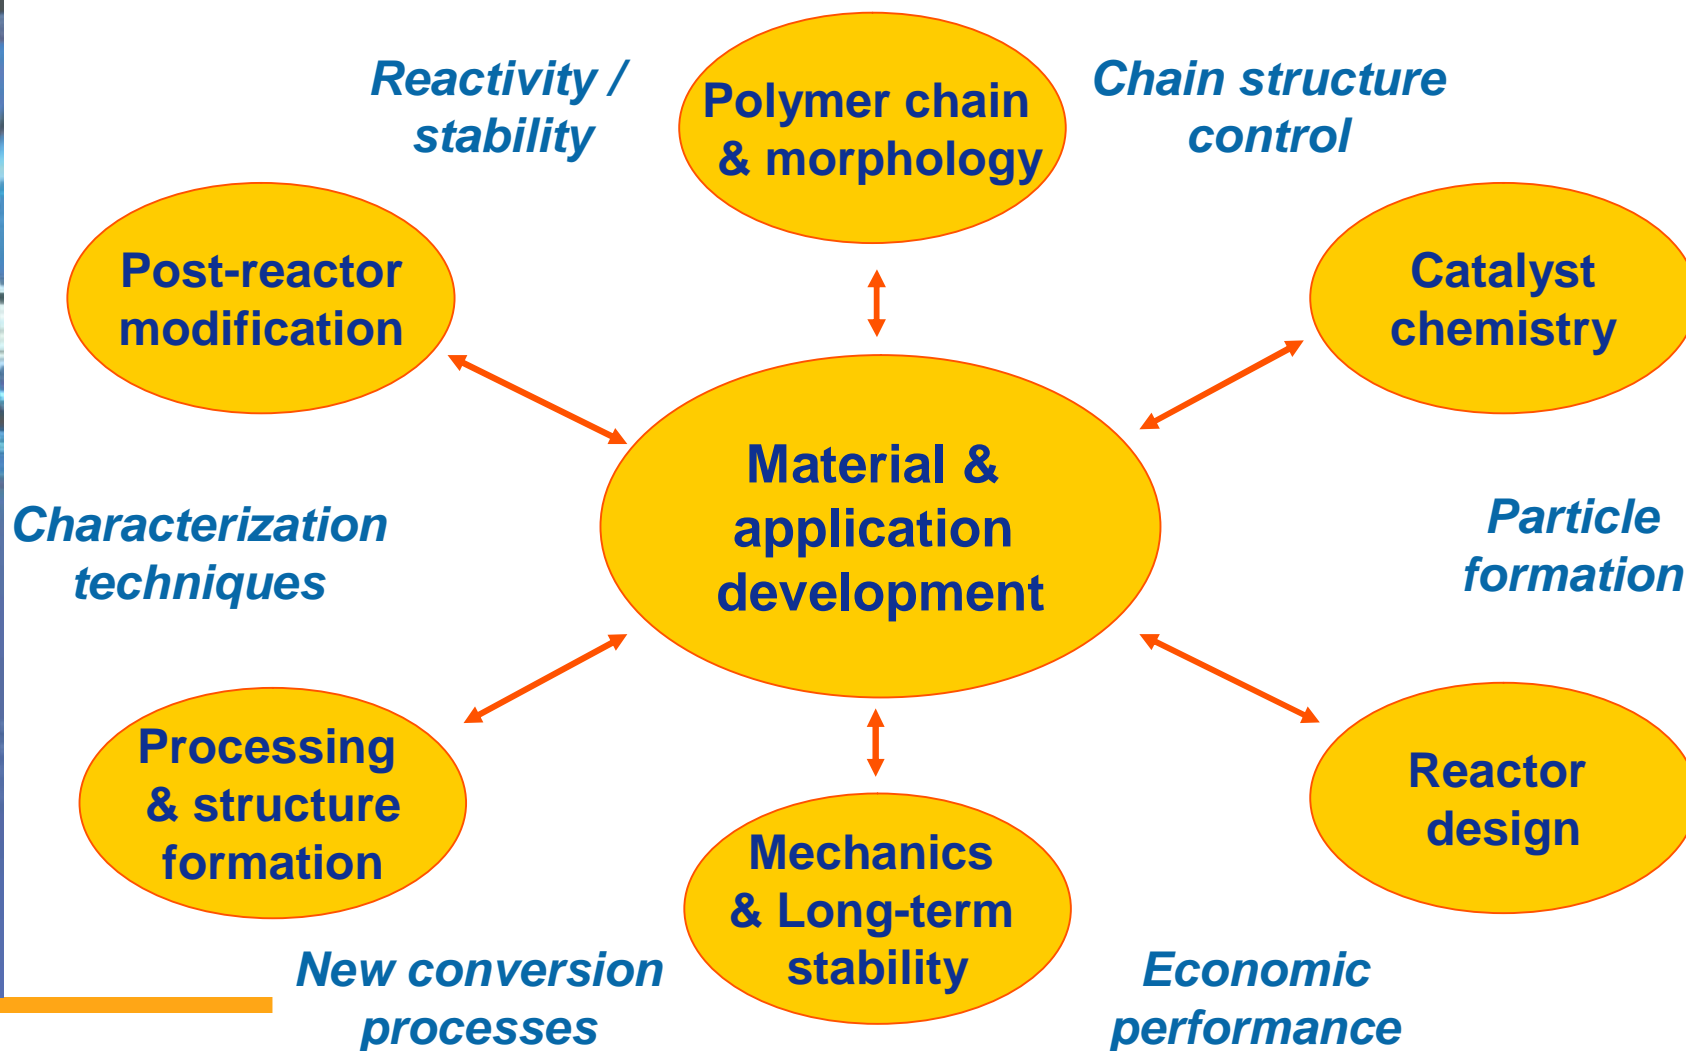 Reactivity /
stability
Polymer chain
& morphology
Chain structure
control
Post-reactor
modification
Catalyst
chemistry
Material &
application
development
Characterization
techniques
Particle
formation
Processing
& structure
formation
Mechanics
& Long-term
stability
Reactor
design
New conversion
processes
Economic
performance